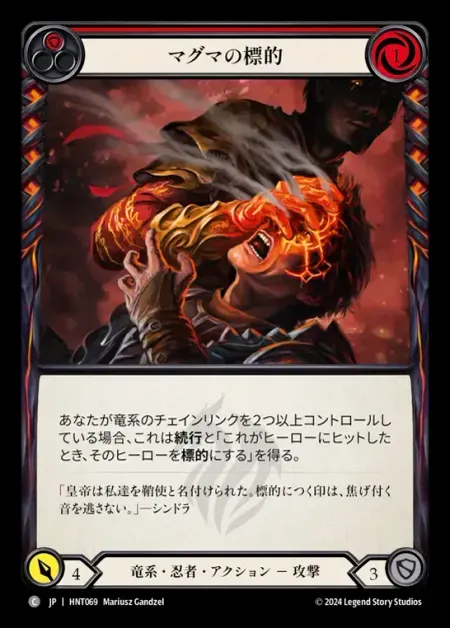 マグマの標的
1
あなたが竜系のチェインリンクを2つ以上コントロールし
ている場合、これは続行と「これがヒーローにヒットした
とき、そのヒーローを標的にする」を得る。
「皇帝は私達を鞘使と名付けられた。標的につく印は、焦げ付く
音を逃さない。」—シンドラ
4
竜系・忍者・アクション － 攻撃
3
C JP | HNT069 Mariusz Gandzel
© 2024 Legend Story Studios